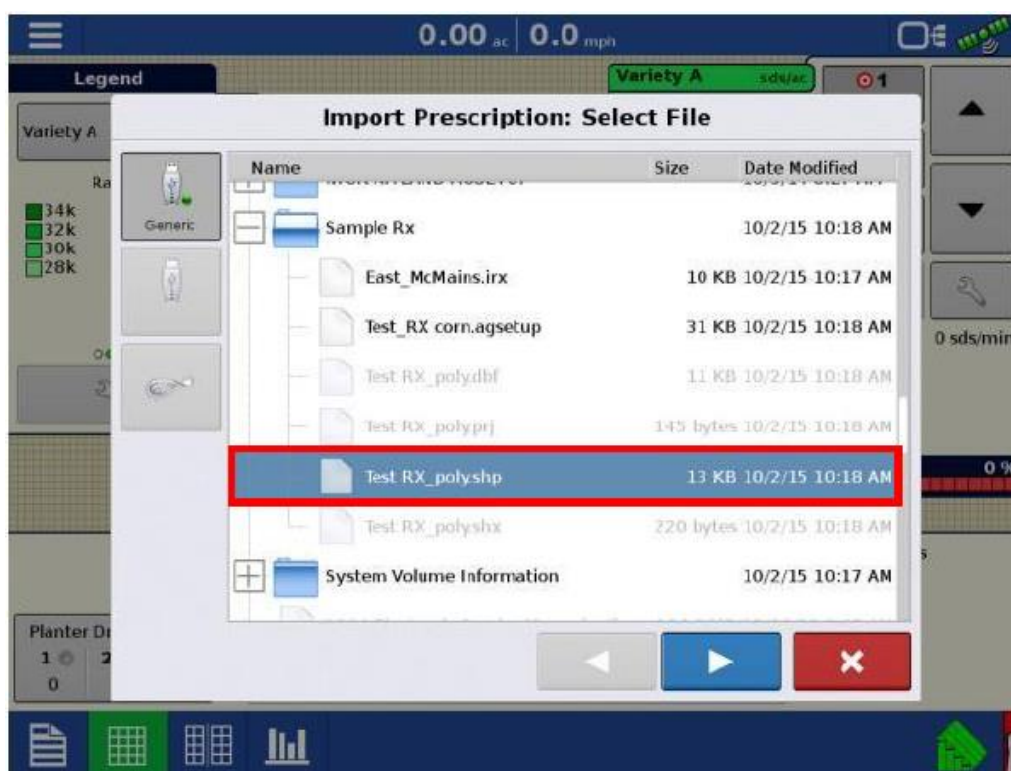 0.00 ac 0.0 mph
Legend
Variety A sds/ac
1
Import Prescription: Select File
Variety A
Name Size Date Modified
Ra
Generic
34k
32k
30k
28k
Sample Rx 10/2/15 10:18 AM
East_McMains.irx 10 KB 10/2/15 10:17 AM
Test_RX corn.agsetup 31 KB 10/2/15 10:18 AM
0 sds/min
Test RX_poly.dbf 11 KB 10/2/15 10:18 AM
Test RX_poly.prj 145 bytes 10/2/15 10:18 AM
Test RX_poly.shp 13 KB 10/2/15 10:18 AM
0 %
Test RX_poly.shx 220 bytes 10/2/15 10:18 AM
System Volume Information 10/2/15 10:17 AM
Planter Dr
1 2
0